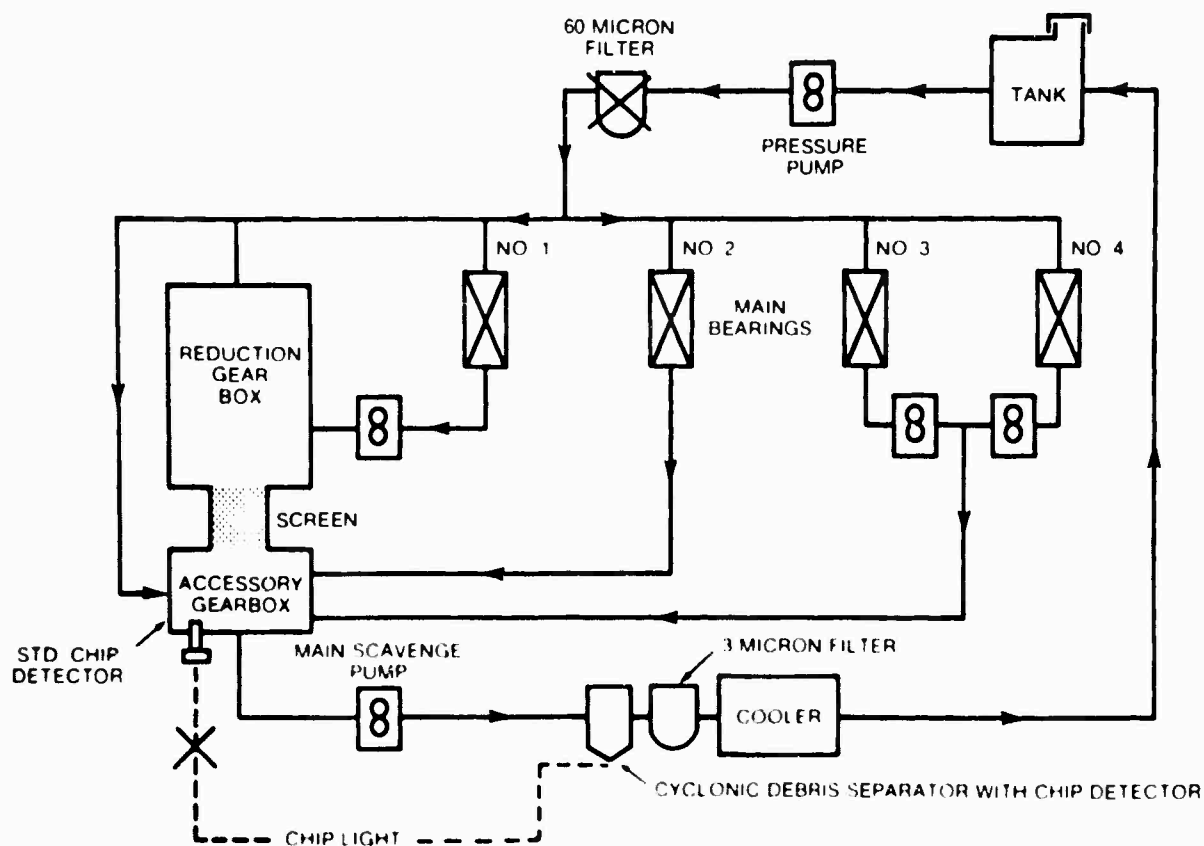 60 MICRON
FILTER
TANK
PRESSURE
PUMP
NO 1
NO 2
NO 3
NO 4
MAIN
BEARINGS
REDUCTION
GEAR
BOX
SCREEN
ACCESSORY
GEARBOX
STD CHIP
DETECTOR
MAIN SCAVENGE
PUMP
3 MICRON FILTER
COOLER
CYCLONIC DEBRIS SEPARATOR WITH CHIP DETECTOR
CHIP LIGHT